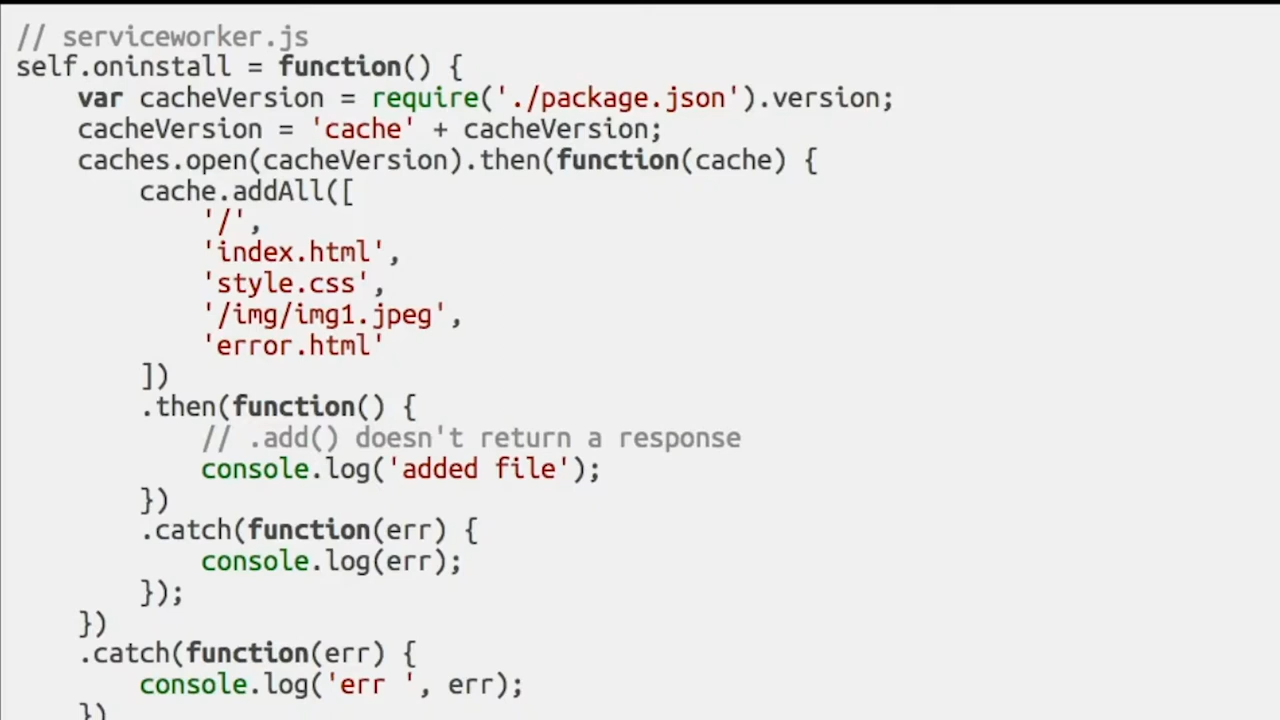 // serviceworker.js
self.oninstall = function() {
    var cacheVersion = require('./package.json').version;
    cacheVersion = 'cache' + cacheVersion;
    caches.open(cacheVersion).then(function(cache) {
        cache.addAll([
            '/',
            'index.html',
            'style.css',
            '/img/img1.jpeg',
            'error.html'
        ])
        .then(function() {
            // .add() doesn't return a response
            console.log('added file');
        })
        .catch(function(err) {
            console.log(err);
        });
    })
    .catch(function(err) {
        console.log('err ', err);
    })